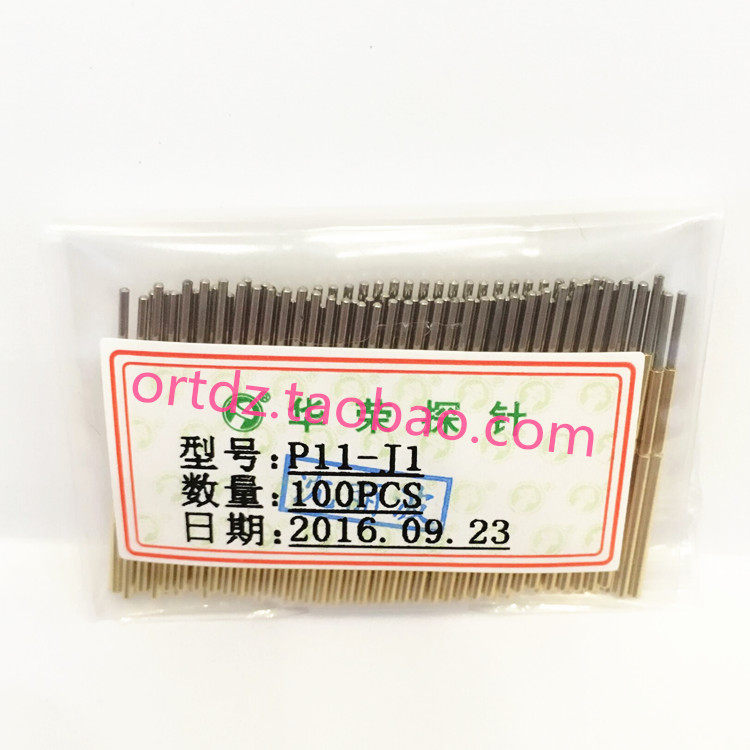 ortdz.taobao.com
华荣探针
型号：P11-J1
数量：100PCS
日期：2016.09.23